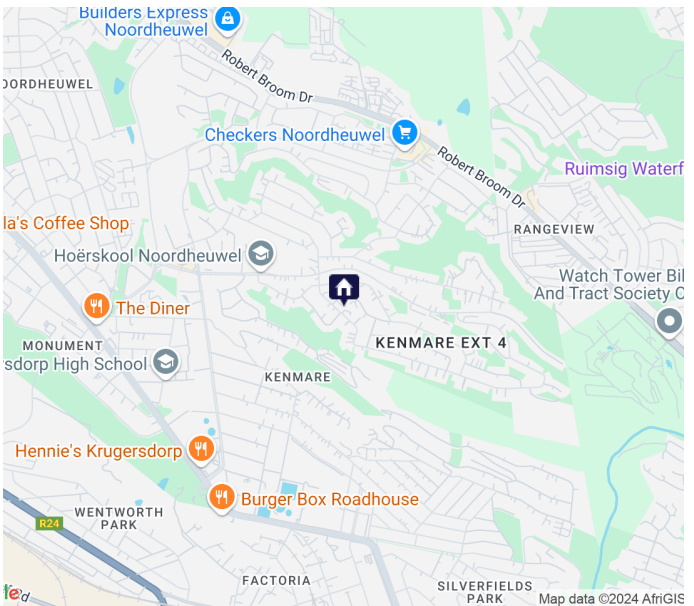 Builders Express
Noordheuwel
Robert Broom Dr
OORDHEUWEL
Checkers Noordheuwel
Robert Broom Dr
Ruimsig Waterf
la's Coffee Shop
RANGEVIEW
Hoërskool Noordheuwel
Watch Tower Bil
And Tract Society C
The Diner
MONUMENT
KENMARE EXT 4
rsdorp High School
KENMARE
Hennie's Krugersdorp
Burger Box Roadhouse
WENTWORTH
PARK
R24
FACTORIA
SILVERFIELDS
PARK
Map data ©2024 AfriGIS